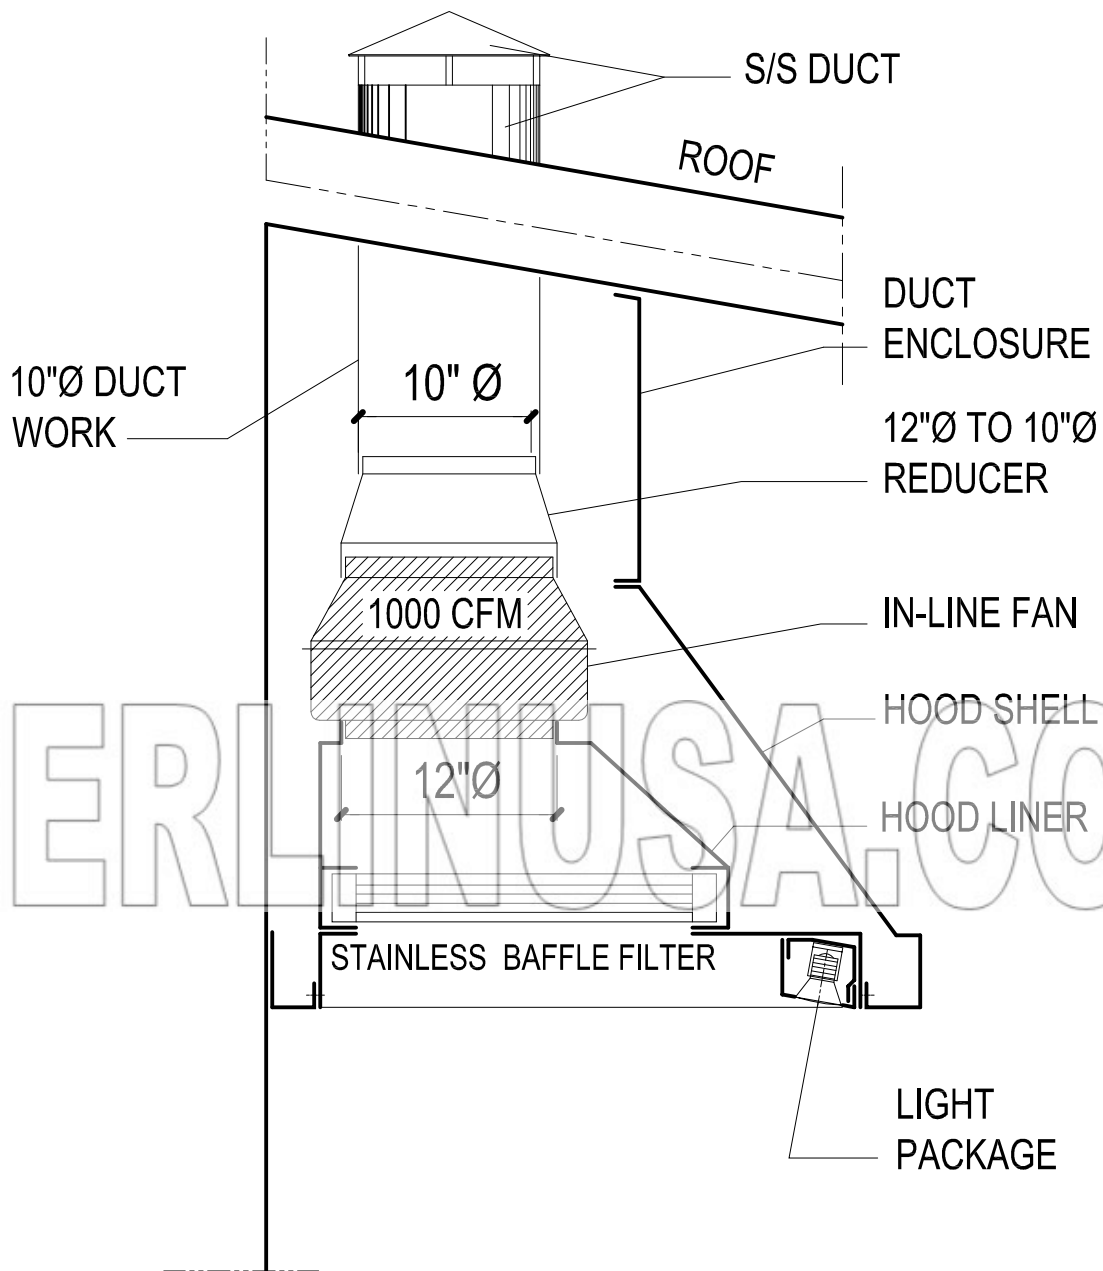 S/S DUCT
ROOF
DUCT
ENCLOSURE
10"Ø DUCT
WORK
10" Ø
12"Ø TO 10"Ø
REDUCER
1000 CFM
IN-LINE FAN
HOOD SHELL
12"Ø
HOOD LINER
ERLINUSA.CO
STAINLESS BAFFLE FILTER
LIGHT
PACKAGE